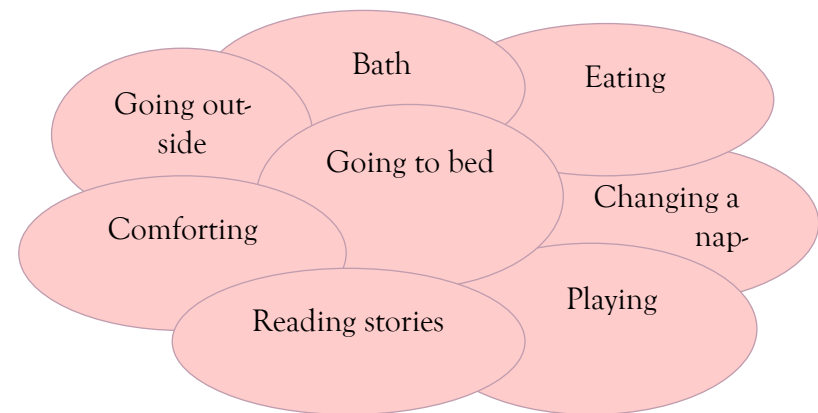 Bath
Eating
Going out-
side
Going to bed
Changing a
nap-
Comforting
Playing
Reading stories